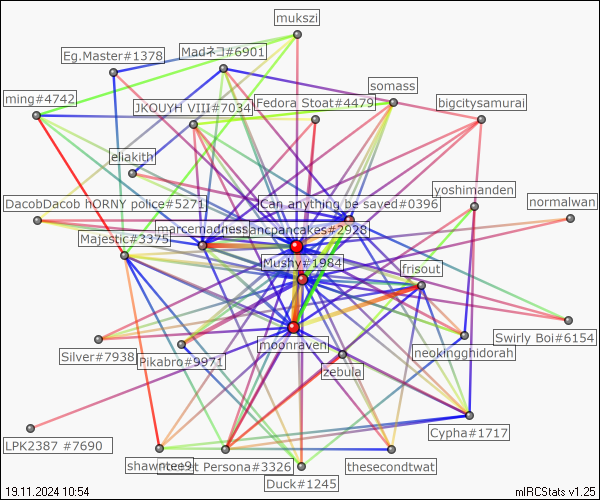 mukszi
Eg.Master#1378
Madネコ#6901
somass
ming#4742
JKQUYH VIII#7034
Fedora Stoat#4479
bigcitysamurai
eliakith
yoshimanden
DacobDacob hORNY police#5271
Can anything be saved#0396
normalwan
marcemadness
ancpancakes#2928
Majestic#3375
Mushy#1984
frisout
Swirly Boi#6154
moonraven
neokingghidorah
Silver#7938
Pikabro#9971
zebula
Cypha#1717
LPK2387 #7690
shawntee9
t Persona#3326
thesecondtwat
Duck#1245
19.11.2024 10:54
mIRCStats v1.25